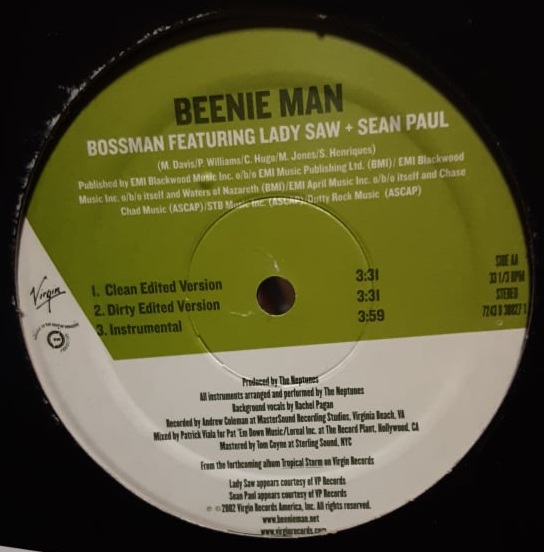 BEENIE MAN
BOSSMAN FEATURING LADY SAW + SEAN PAUL
(M. Davis/P. Williams/C. Hugo/M. Jones/S. Henriques)
Published by EMI Blackwood Music Inc. o/b/o EMI Music Publishing Ltd. (BMI)/ EMI Blackwood
Music Inc. o/b/o itself and Waters of Nazareth (BMI)/EMI April Music Inc. o/b/o itself and Chase
Chad Music (ASCAP)/STB Music Inc. (ASCAP)/Dutty Rock Music (ASCAP)
1. Clean Edited Version 3:31
2. Dirty Edited Version 3:31
3. Instrumental 3:59
SIDE AA
33 1/3 RPM
STEREO
7243 8 38827 1
Virgin
Produced by The Neptunes
All instruments arranged and performed by The Neptunes
Background vocals by Rachel Pagan
Recorded by Andrew Coleman at MasterSound Recording Studios, Virginia Beach, VA
Mixed by Patrick Viala for Pat 'Em Down Music/Loreal Inc. at The Record Plant, Hollywood, CA
Mastered by Tom Coyne at Sterling Sound, NYC
From the forthcoming album Tropical Storm on Virgin Records
Lady Saw appears courtesy of VP Records
Sean Paul appears courtesy of VP Records
℗ ©2002 Virgin Records America, Inc. All rights reserved.
www.beenieman.net
www.virginrecords.com